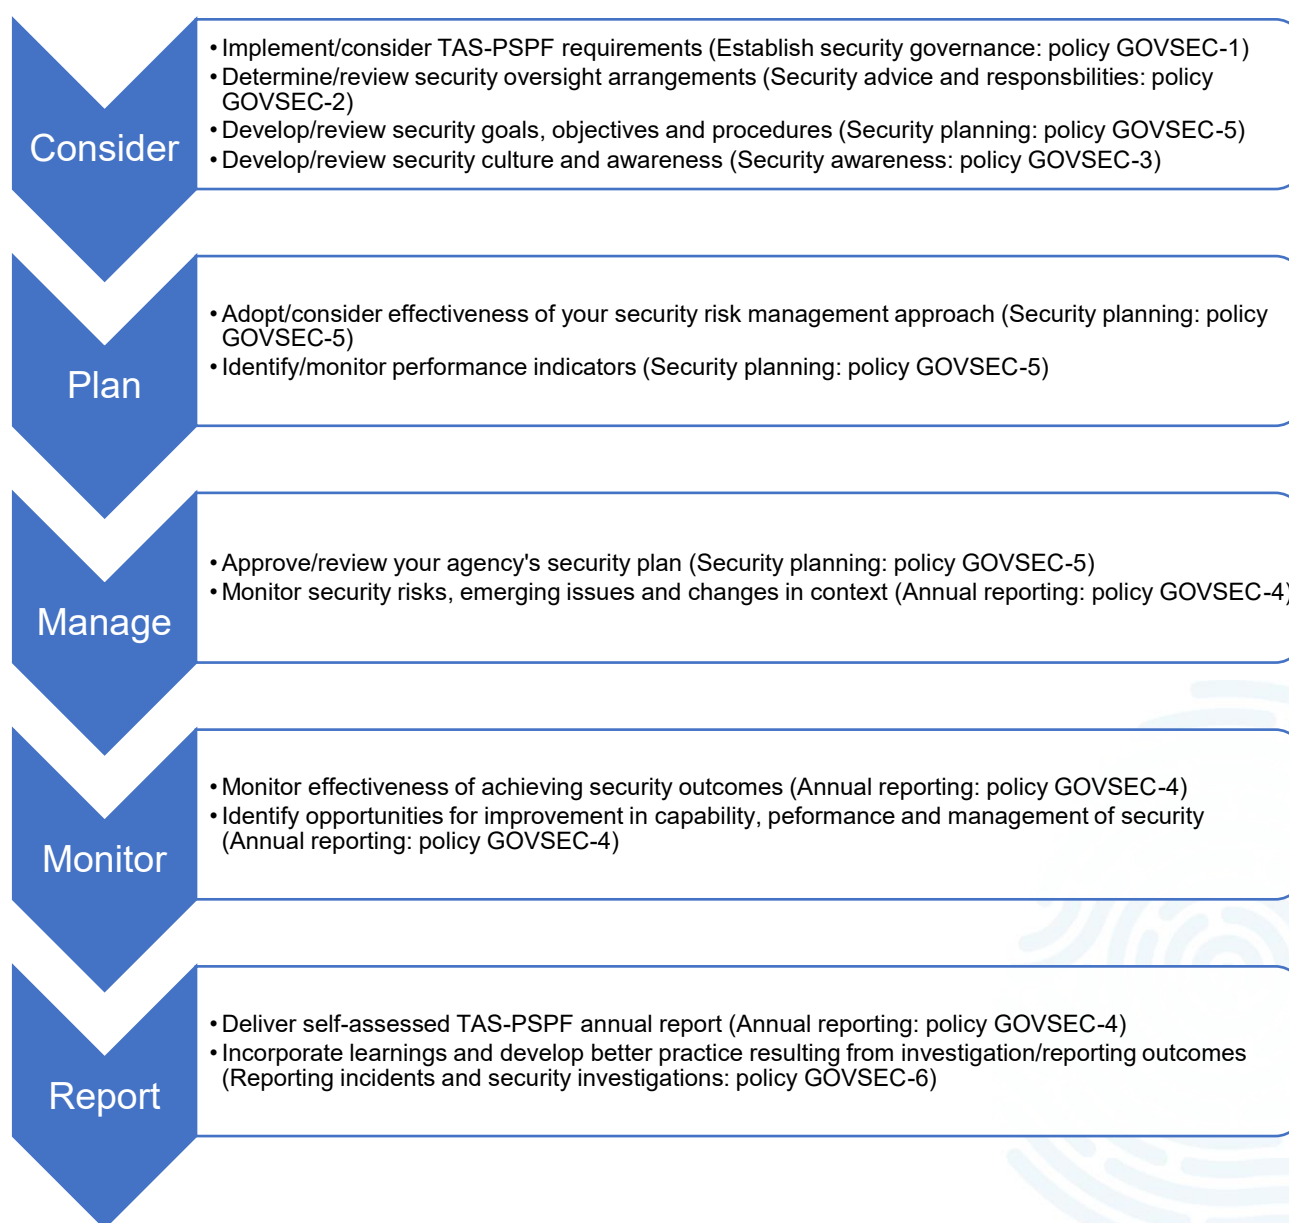 Consider
• Implement/consider TAS-PSPF requirements (Establish security governance: policy GOVSEC-1)
• Determine/review security oversight arrangements (Security advice and responsbilities: policy
GOVSEC-2)
• Develop/review security goals, objectives and procedures (Security planning: policy GOVSEC-5)
• Develop/review security culture and awareness (Security awareness: policy GOVSEC-3)
Plan
• Adopt/consider effectiveness of your security risk management approach (Security planning: policy
GOVSEC-5)
• Identify/monitor performance indicators (Security planning: policy GOVSEC-5)
Manage
• Approve/review your agency's security plan (Security planning: policy GOVSEC-5)
• Monitor security risks, emerging issues and changes in context (Annual reporting: policy GOVSEC-4)
Monitor
• Monitor effectiveness of achieving security outcomes (Annual reporting: policy GOVSEC-4)
• Identify opportunities for improvement in capability, peformance and management of security
(Annual reporting: policy GOVSEC-4)
Report
• Deliver self-assessed TAS-PSPF annual report (Annual reporting: policy GOVSEC-4)
• Incorporate learnings and develop better practice resulting from investigation/reporting outcomes
(Reporting incidents and security investigations: policy GOVSEC-6)